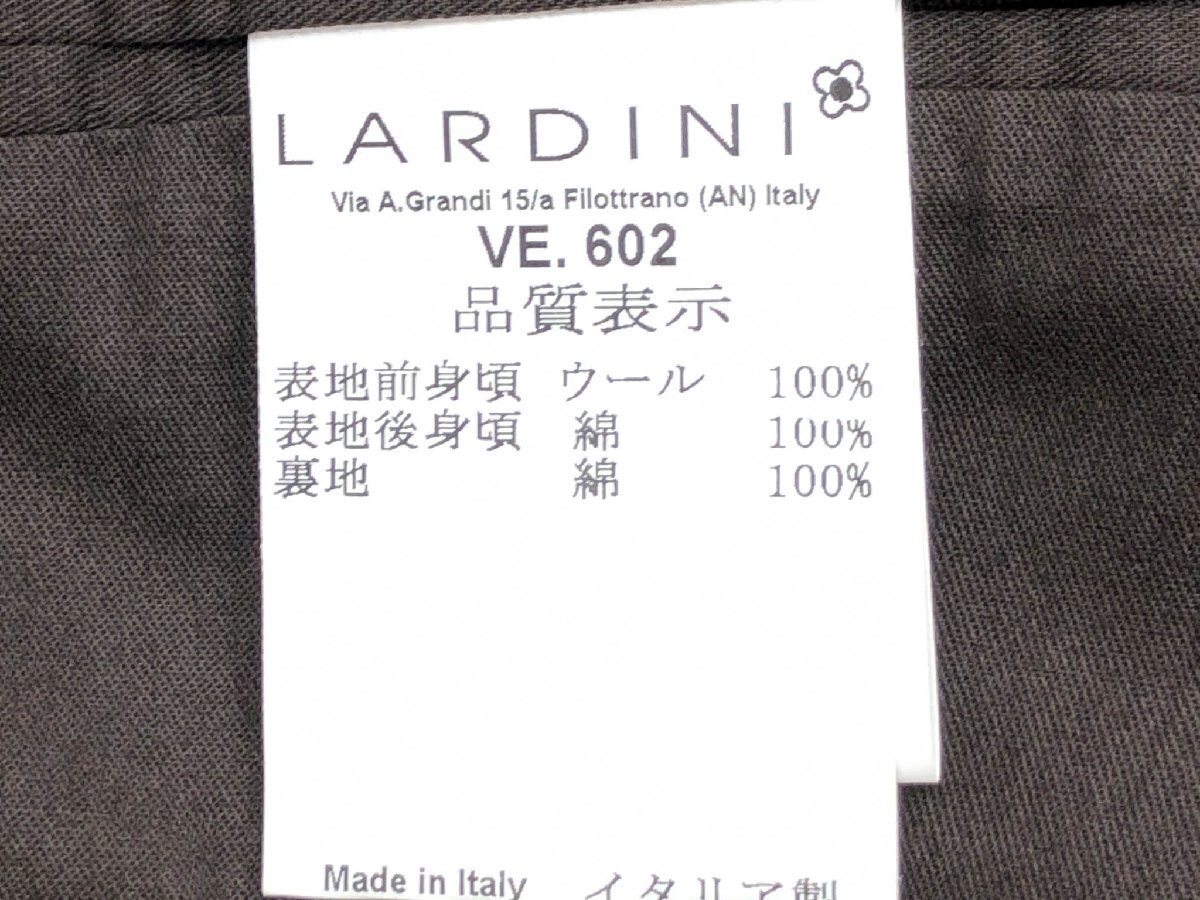 LARDINI
Via A.Grandi 15/a Filottrano (AN) Italy
VE. 602
品質表示
表地前身頃 ウール 100%
表地後身頃 綿 100%
裏地 綿 100%
Made in Italy イタリア製